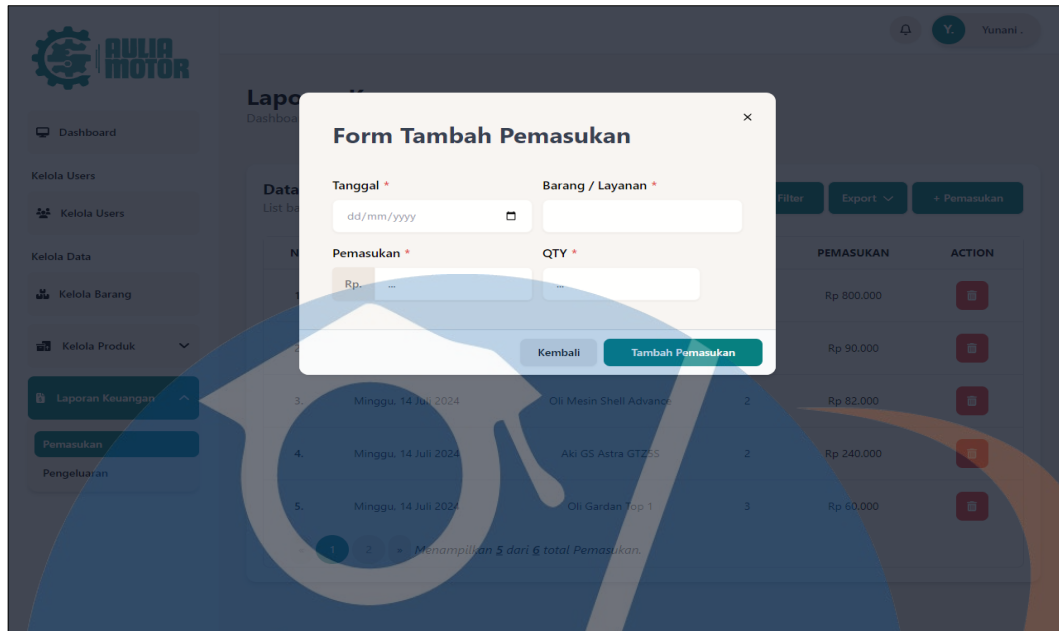 AULIA
MOTOR
Y.
Yunani .
Dashboard
Kelola Users
Kelola Users
Kelola Data
Kelola Barang
Kelola Produk
Laporan Keuangan
Pemasukan
Pengeluaran
Form Tambah Pemasukan
×
Tanggal *
Barang / Layanan *
dd/mm/yyyy
Pemasukan *
QTY *
Rp.
...
...
Kembali
Tambah Pemasukan
Data
Filter
Export
+ Pemasukan
PEMASUKAN
ACTION
Rp 800.000
Rp 90.000
3.
Minggu, 14 Juli 2024
Oli Mesin Shell Advance
2
Rp 82.000
4.
Minggu, 14 Juli 2024
Aki GS Astra GTZ5S
2
Rp 240.000
5.
Minggu, 14 Juli 2024
Oli Gardan Top 1
3
Rp 60.000
«
1
2
»
Menampilkan 5 dari 6 total Pemasukan.